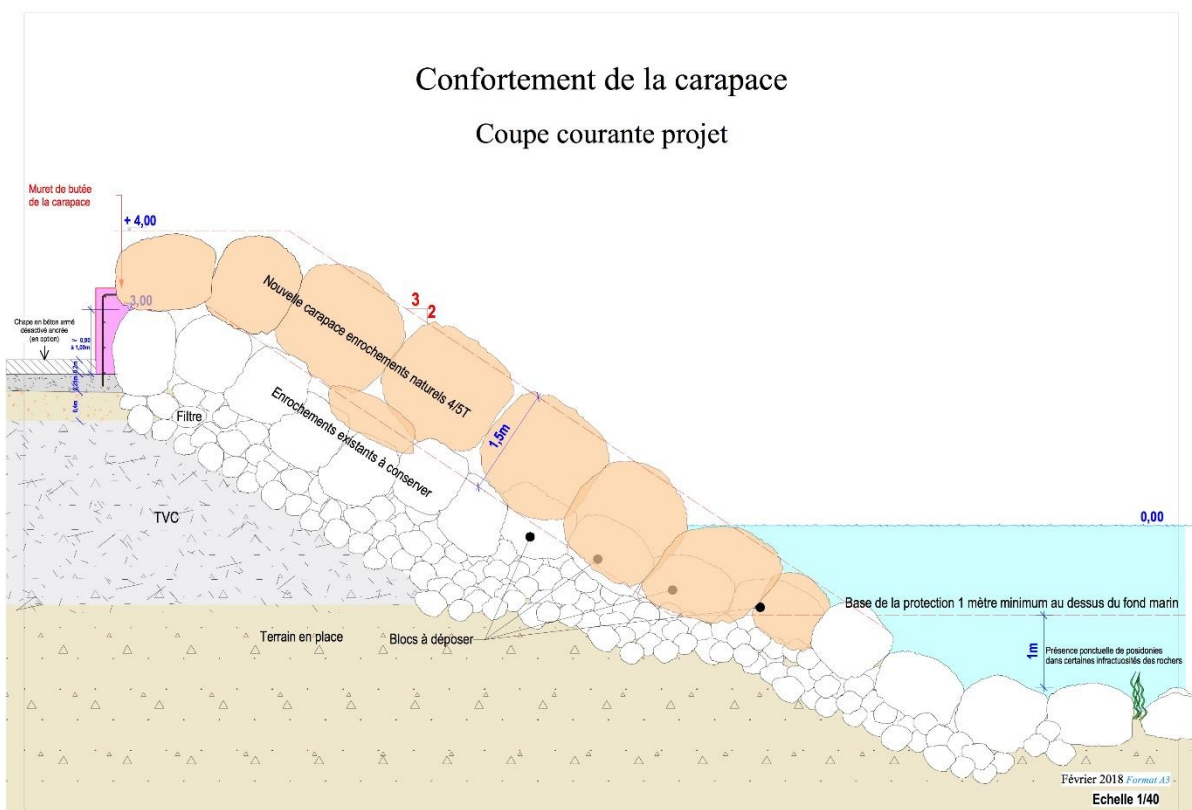 Confortement de la carapace
Coupe courante projet
Muret de butée
de la carapace
+ 4,00
3,00
Chape en béton armé
désactivé ancrée
(en option)
à 1,00m
0,4m
Nouvelle carapace enrochements naturels 4/5T
3
2
1,5m
Enrochements existants à conserver
Filtre
TVC
0,00
Base de la protection 1 mètre minimum au dessus du fond marin
1m
Présence ponctuelle de posidonies
dans certaines infractuosités des rochers
Terrain en place
Blocs à déposer
Février 2018 Format A3
Echelle 1/40